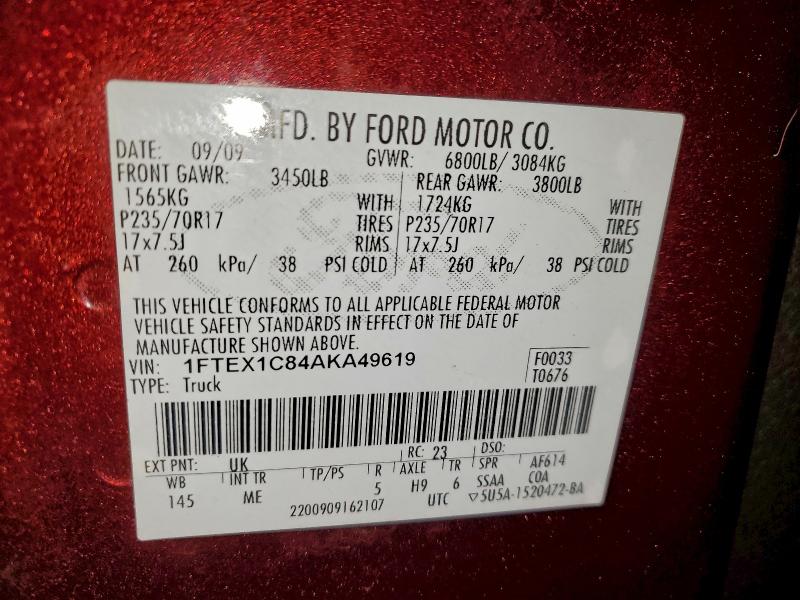 MFD. BY FORD MOTOR CO.
DATE: 09/09 GVWR: 6800LB/ 3084KG
FRONT GAWR: 3450LB REAR GAWR: 3800LB
1565KG WITH 1724KG WITH
P235/70R17 TIRES P235/70R17 TIRES
17x7.5J RIMS 17x7.5J RIMS
AT 260 kPa/ 38 PSI COLD AT 260 kPa/ 38 PSI COLD
THIS VEHICLE CONFORMS TO ALL APPLICABLE FEDERAL MOTOR
VEHICLE SAFETY STANDARDS IN EFFECT ON THE DATE OF
MANUFACTURE SHOWN ABOVE.
VIN: 1FTEX1C84AKA49619 F0033
TYPE: Truck T0676
EXT PNT: UK RC: 23 DSO:
WB INT TR TP/PS R AXLE TR SPR AF614
145 ME 5 H9 6 SSAA COA
2200909162107 UTC ▽5U5A-1520472-BA